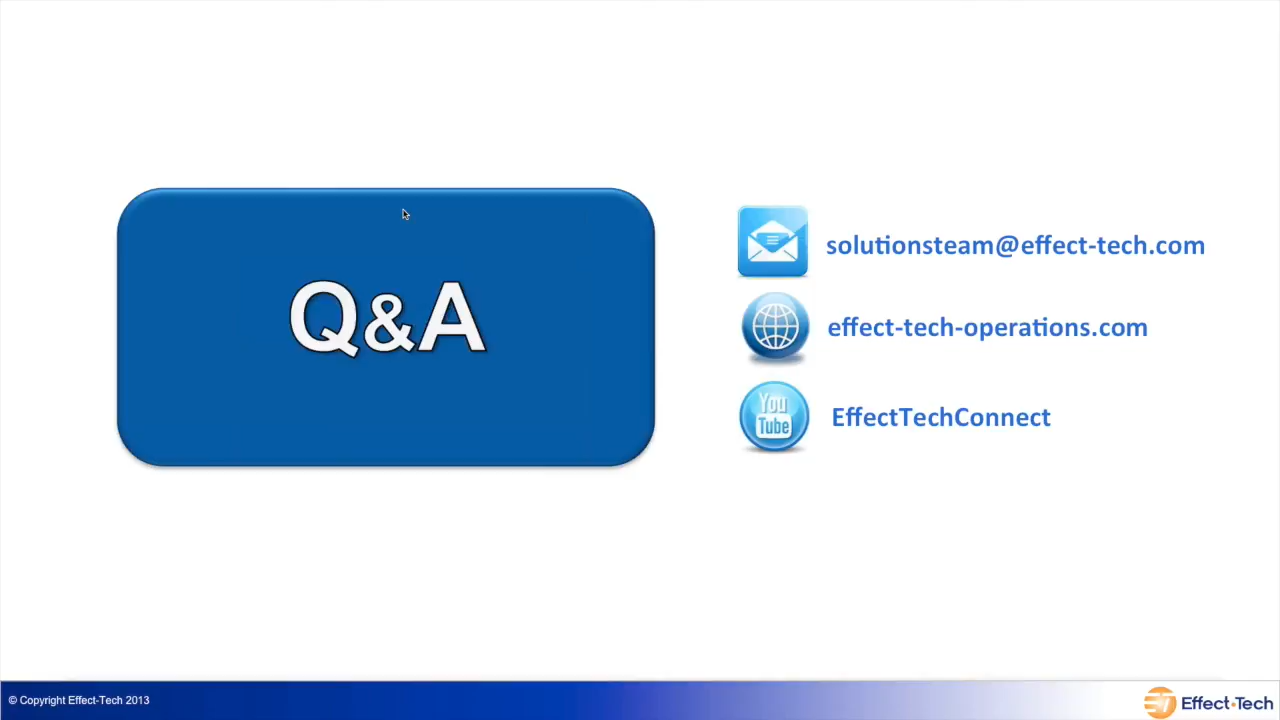 Q&A
solutionsteam@effect-tech.com
effect-tech-operations.com
You
Tube
EffectTechConnect
© Copyright Effect-Tech 2013
Effect•Tech